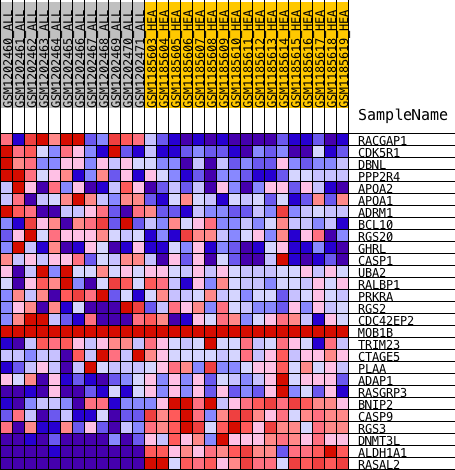 GSM1202460_ALL
GSM1202461_ALL
GSM1202462_ALL
GSM1202463_ALL
GSM1202464_ALL
GSM1202465_ALL
GSM1202466_ALL
GSM1202467_ALL
GSM1202468_ALL
GSM1202469_ALL
GSM1202470_ALL
GSM1202471_ALL
GSM1185603_HEA
GSM1185604_HEA
GSM1185605_HEA
GSM1185606_HEA
GSM1185607_HEA
GSM1185608_HEA
GSM1185609_HEA
GSM1185610_HEA
GSM1185611_HEA
GSM1185612_HEA
GSM1185613_HEA
GSM1185614_HEA
GSM1185615_HEA
GSM1185616_HEA
GSM1185617_HEA
GSM1185618_HEA
GSM1185619_HEA
SampleName
RACGAP1
CDK5R1
DBNL
PPP2R4
APOA2
APOA1
ADRM1
BCL10
RGS20
GHRL
CASP1
UBA2
RALBP1
PRKRA
RGS2
CDC42EP2
MOB1B
TRIM23
CTAGE5
PLAA
ADAP1
RASGRP3
BNIP2
CASP9
RGS3
DNMT3L
ALDH1A1
RASAL2